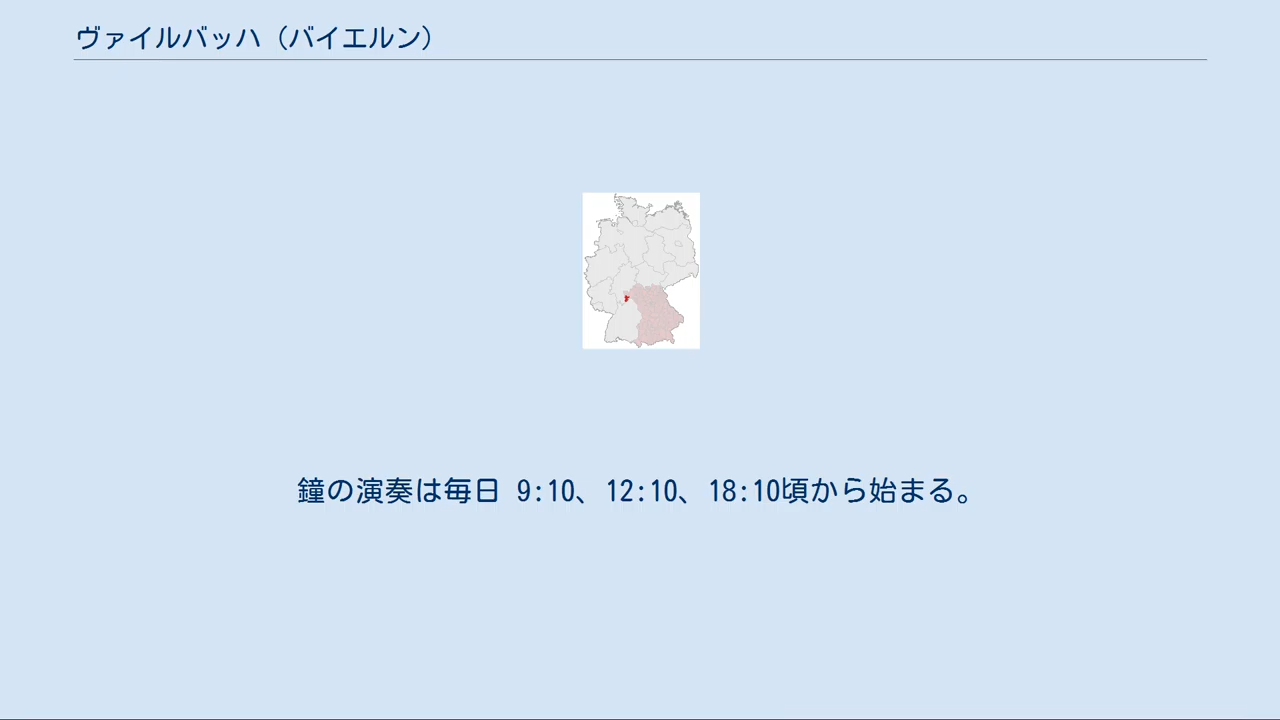 ヴァイルバッハ（バイエルン）
鐘の演奏は毎日 9:10、12:10、18:10頃から始まる。